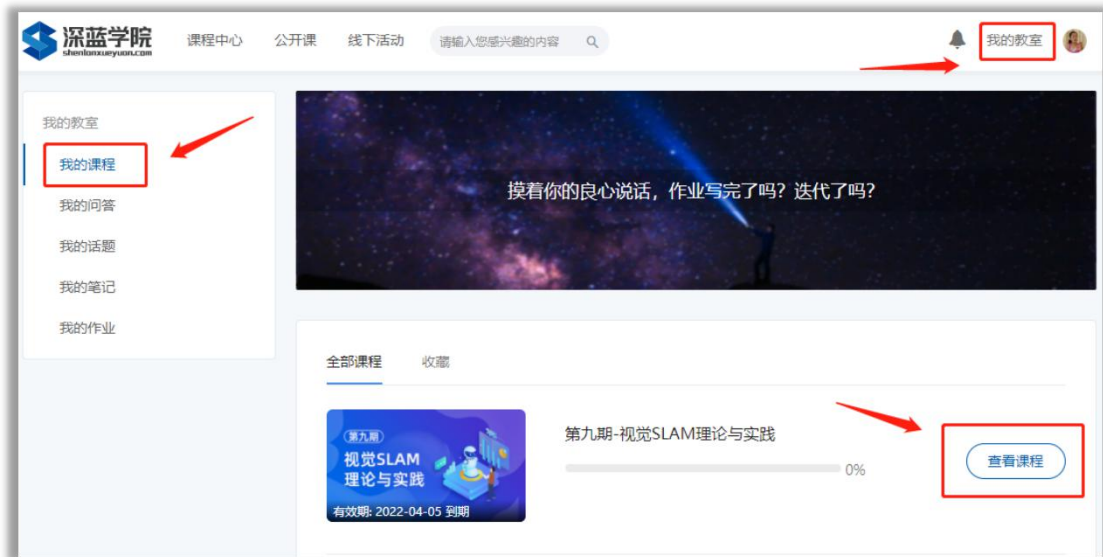 深蓝学院
shenlanxueyuan.com
课程中心 公开课 线下活动 请输入您感兴趣的内容 我的教室
我的教室
我的课程
我的问答
我的话题
我的笔记
我的作业
摸着你的良心说话，作业写完了吗？迭代了吗？
全部课程 收藏
第九期
视觉SLAM
理论与实践
有效期: 2022-04-05 到期
第九期-视觉SLAM理论与实践
0%
查看课程